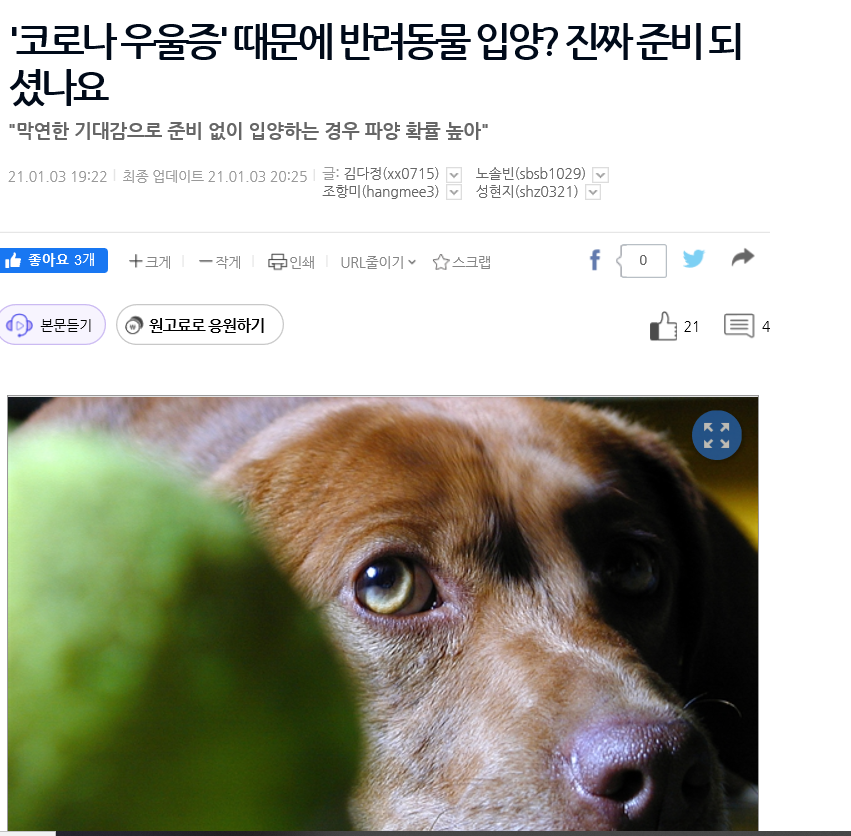 '코로나 우울증' 때문에 반려동물 입양? 진짜 준비 되
셨나요
"막연한 기대감으로 준비 없이 입양하는 경우 파양 확률 높아"
21.01.03 19:22 최종 업데이트 21.01.03 20:25 글: 김다정(xx0715) 노솔빈(sbsb1029)
조항미(hangmee3) 성현지(shz0321)
좋아요 3개 크게 작게 인쇄 URL줄이기 스크랩 0
본문듣기 원고료로 응원하기 21 4